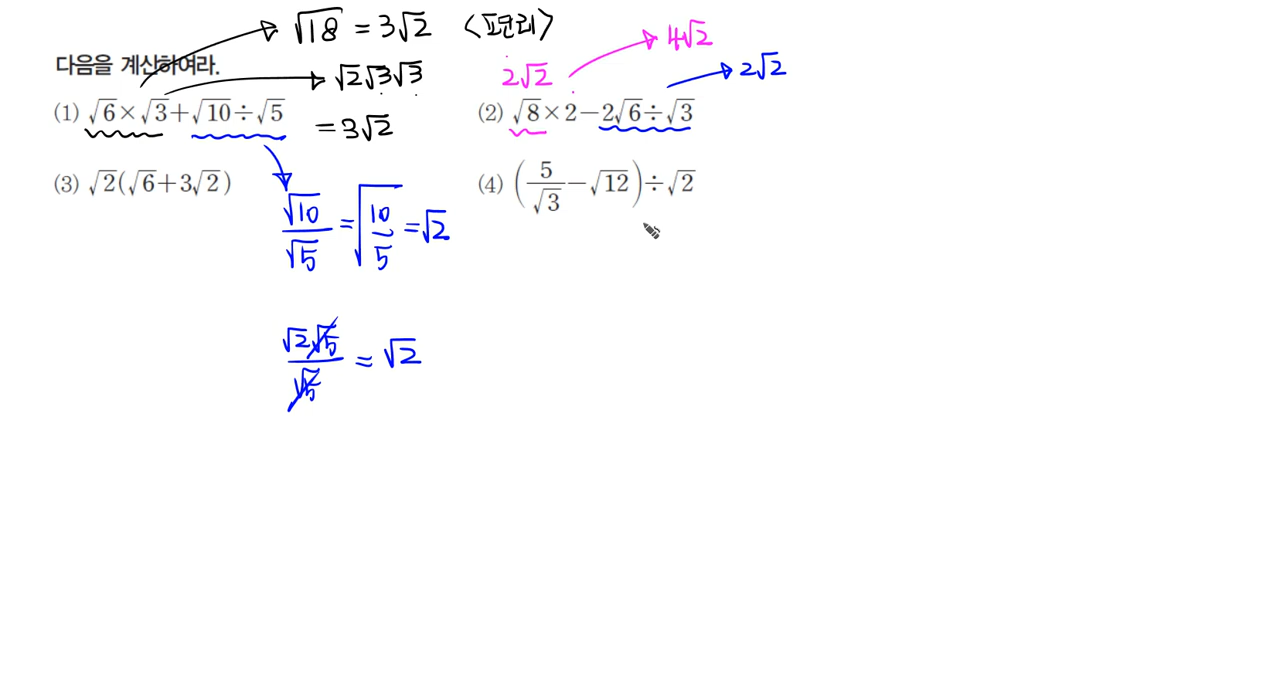 √18 = 3√2 <포인리>
4√2
다음을 계산하여라.
√2√3√3
2√2
2√2
(1) √6×√3+√10÷√5
= 3√2
(2) √8×2−2√6÷√3
(3) √2(√6+3√2)
(4) (5/√3−√12)÷√2
√10/√5 = √10/5 = √2
√2√5/√5 = √2